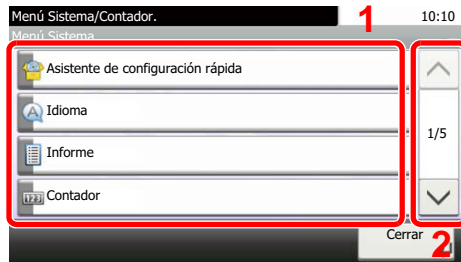 Menú Sistema/Contador.
1
10:10
Menú Sistema
Asistente de configuración rápida
Idioma
Informe
1/5
123 Contador
Cerrar
2